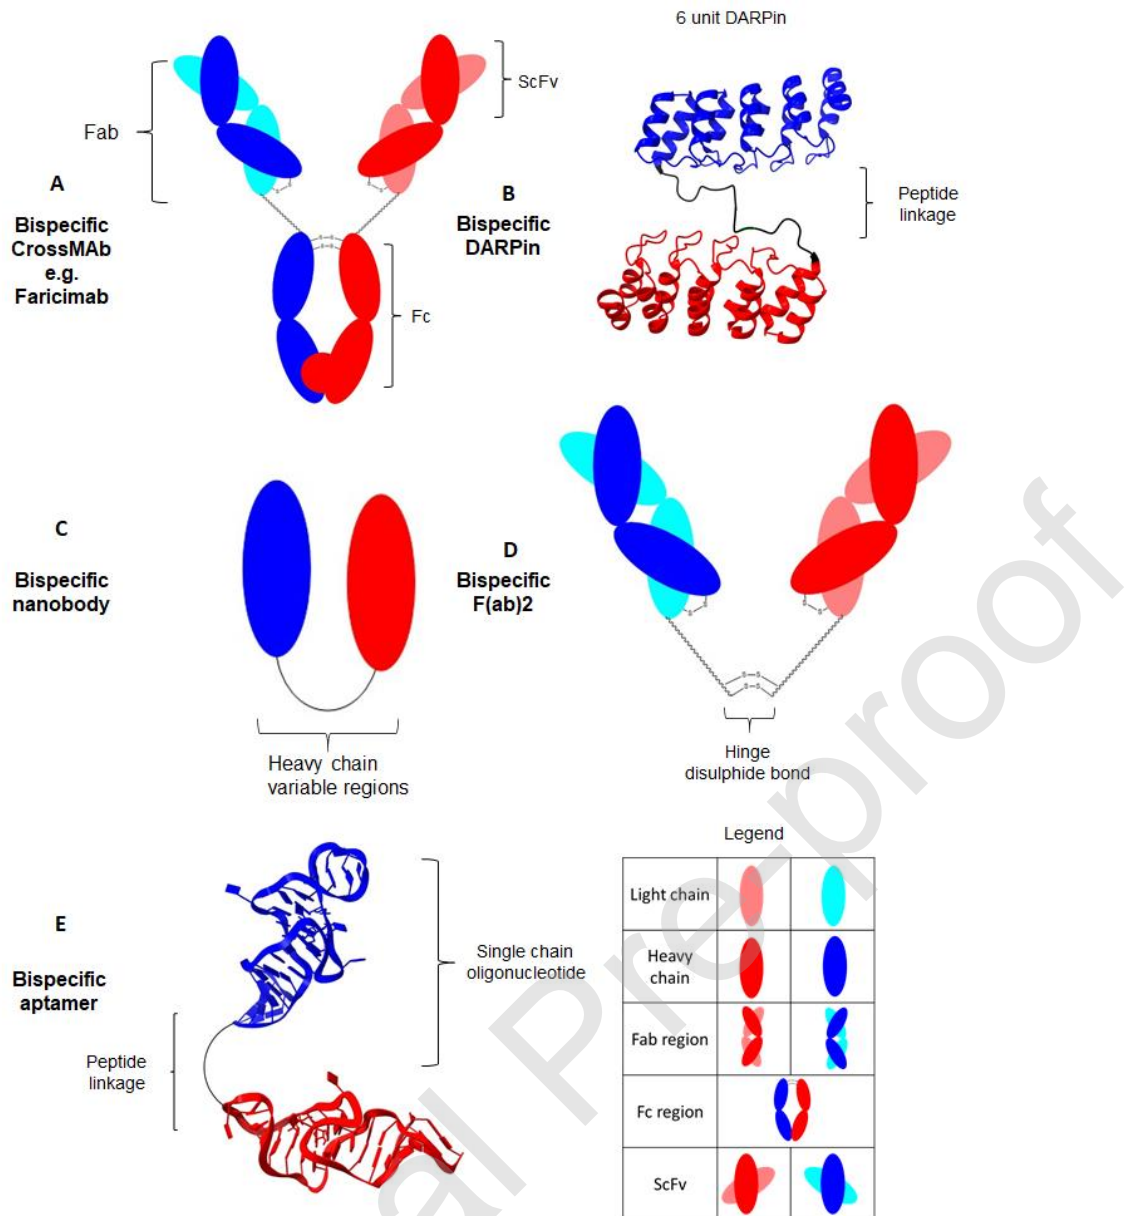 6 unit DARPin
Fab
ScFv
A
Bispecific
CrossMAb
e.g.
Faricimab
S
S
S
S
S S
S S
Fc
B
Bispecific
DARPin
Peptide
linkage
C
Bispecific
nanobody
Heavy chain
variable regions
D
Bispecific
F(ab)2
S
S
S
S
S S
S S
Hinge
disulphide bond
E
Bispecific
aptamer
Single chain
oligonucleotide
Peptide
linkage
Legend
Light chain
Heavy
chain
Fab region
Fc region
ScFv
al Pre-proof